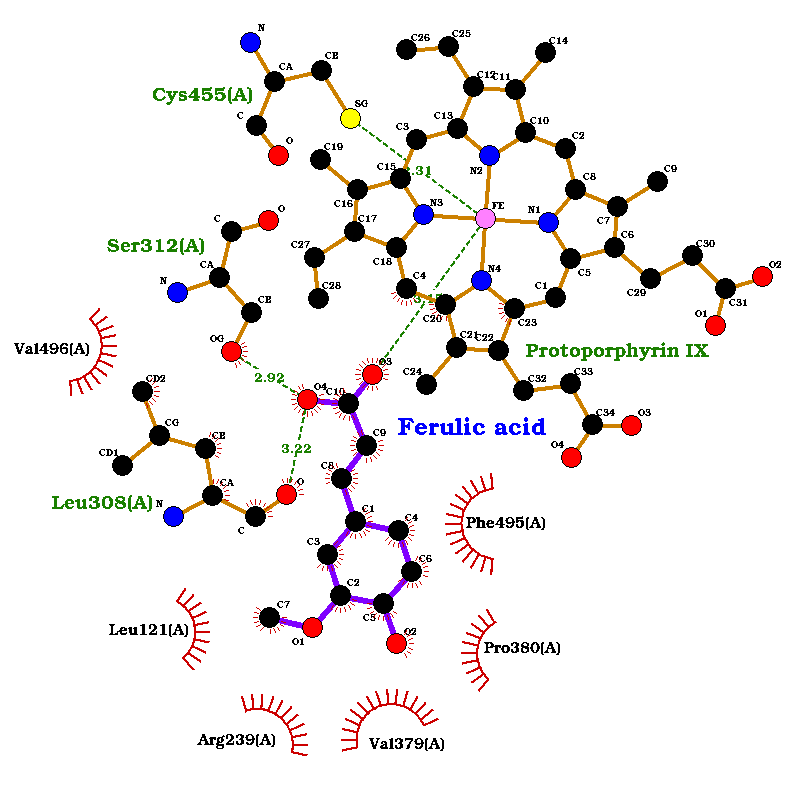 C26
C25
C14
N
CA
CB
C12
C11
Cys455(A)
SG
C
C3
C13
C10
C2
O
C19
C15
N2
C8
C9
.31
C16
N3
FE
N1
C7
C
O
C17
C6
Ser312(A)
C18
N4
C5
C30
O2
N
CA
C27
C4
C1
C29
C31
C28
C20
C23
O1
CB
Val496(A)
OG
C21
C22
Protoporphyrin IX
O3
C24
C32
C33
2.92
O4
C10
CD2
C34
O3
Ferulic acid
CG
CB
C9
O4
3.22
CD1
C8
Leu308(A)
N
CA
O
C
C1
C4
Phe495(A)
C3
C6
C2
C7
C5
Leu121(A)
O1
O2
Pro380(A)
Arg239(A)
Val379(A)